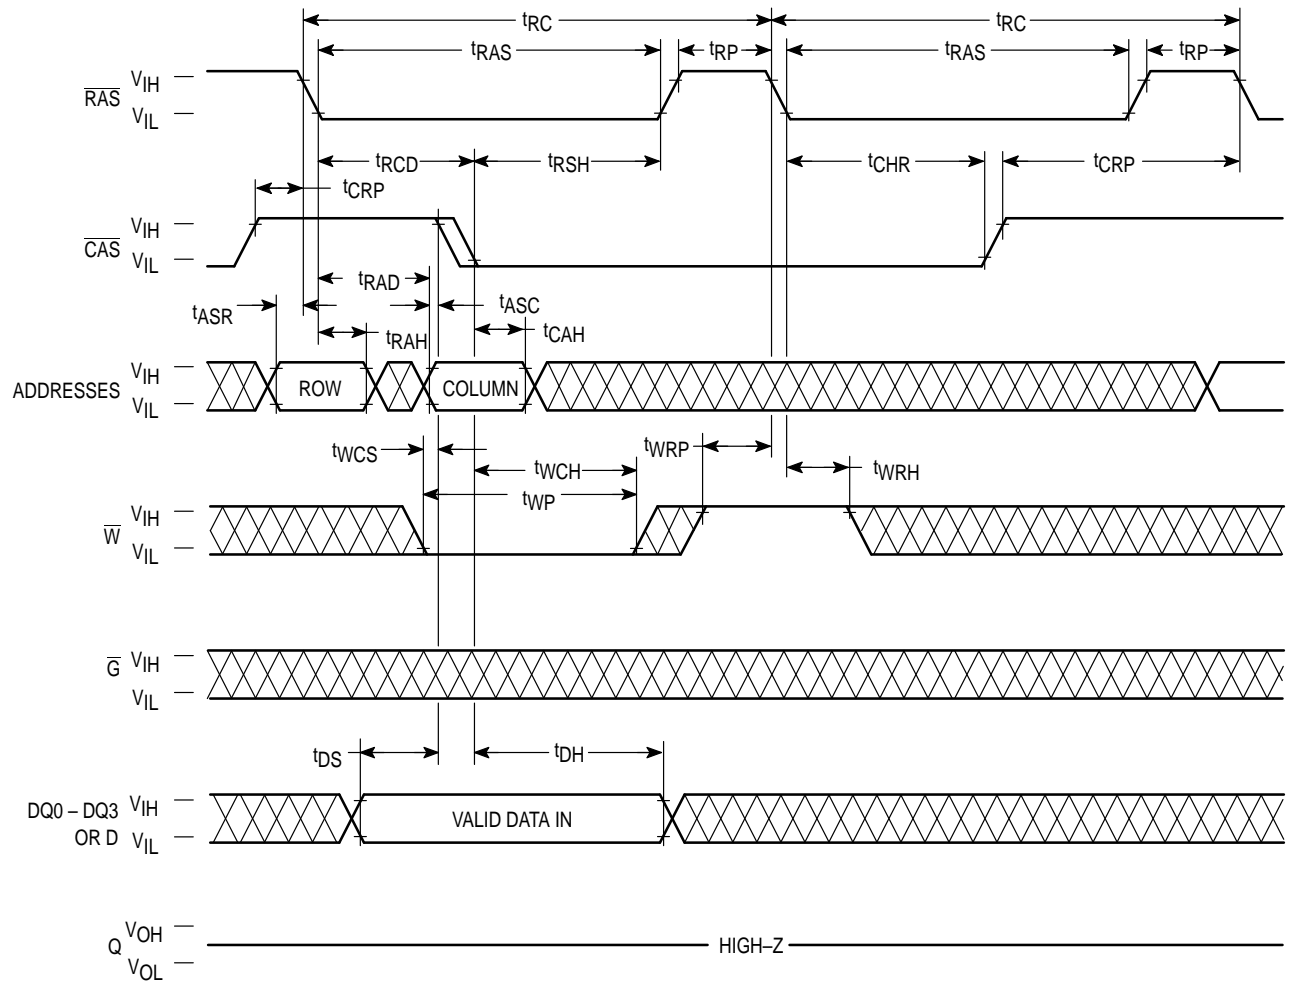 tRC tRC
tRAS tRP tRAS tRP
RAS VIH
VIL
tRCD tRSH tCHR tCRP
tCRP
CAS VIH
VIL
tRAD
tASR tASC
tRAH tCAH
ADDRESSES VIH
VIL
ROW COLUMN
tWCS tWRP
tWCH tWRH
tWP
W VIH
VIL
G VIH
VIL
tDS tDH
DQ0 – DQ3 VIH
OR D VIL
VALID DATA IN
Q VOH
VOL
HIGH–Z